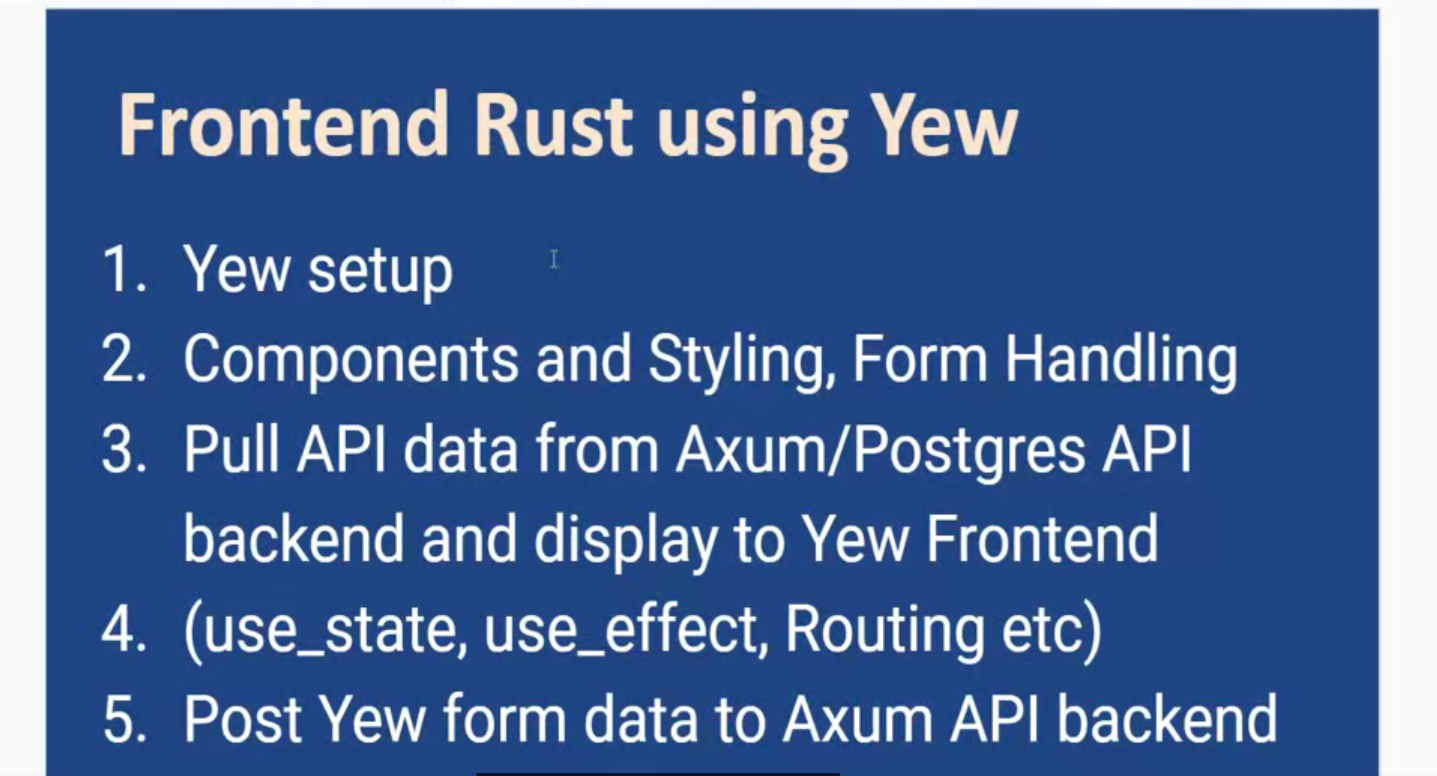 Frontend Rust using Yew
1. Yew setup
2. Components and Styling, Form Handling
3. Pull API data from Axum/Postgres API
backend and display to Yew Frontend
4. (use_state, use_effect, Routing etc)
5. Post Yew form data to Axum API backend